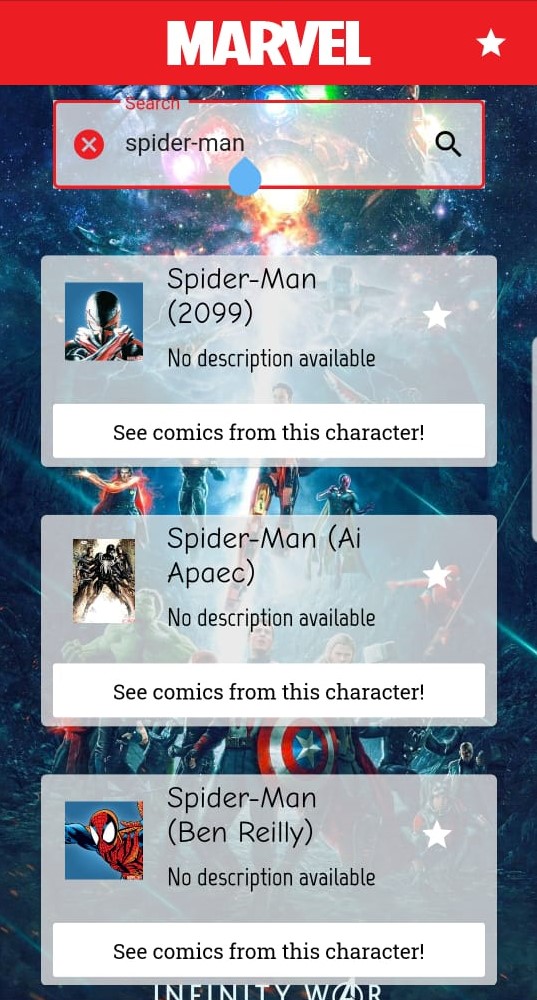 MARVEL
Search
spider-man
Spider-Man
(2099)
No description available
See comics from this character!
Spider-Man (Ai
Apaec)
No description available
See comics from this character!
Spider-Man
(Ben Reilly)
No description available
See comics from this character!
INFINITY WAR